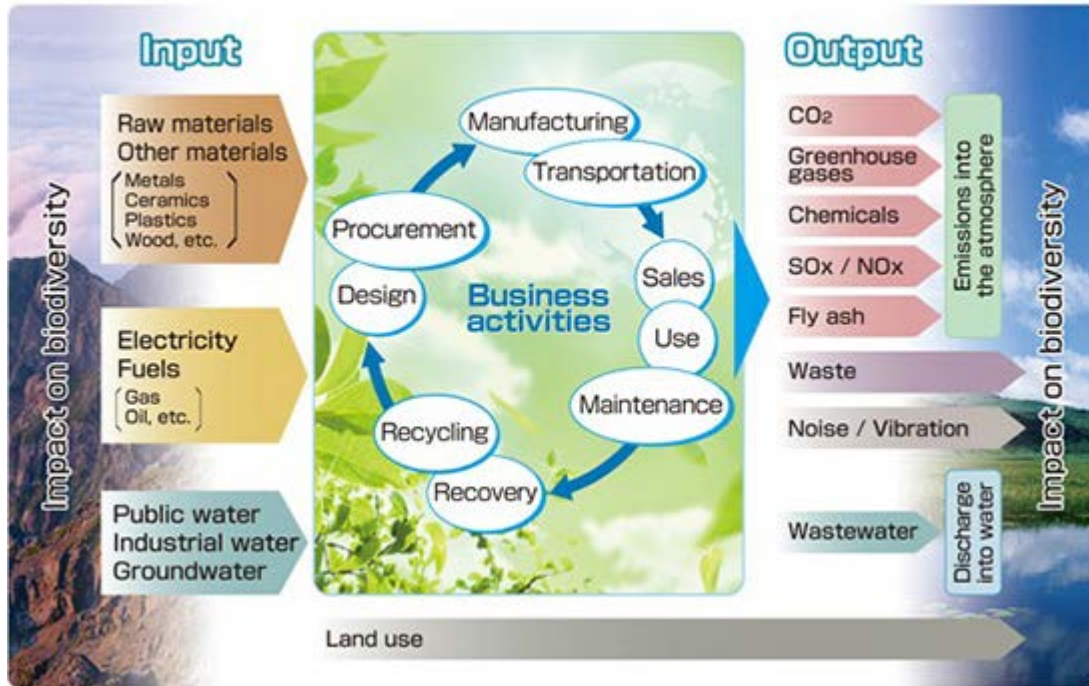 Input
Raw materials
Other materials
Metals
Ceramics
Plastics
Wood, etc.
Electricity
Fuels
Gas
Oil, etc.
Public water
Industrial water
Groundwater
Impact on biodiversity
Manufacturing
Transportation
Procurement
Design
Sales
Use
Business
activities
Maintenance
Recycling
Recovery
Output
CO₂
Greenhouse
gases
Chemicals
SOx / NOx
Fly ash
Emissions into
the atmosphere
Waste
Noise / Vibration
Wastewater
Discharge
into water
Impact on biodiversity
Land use